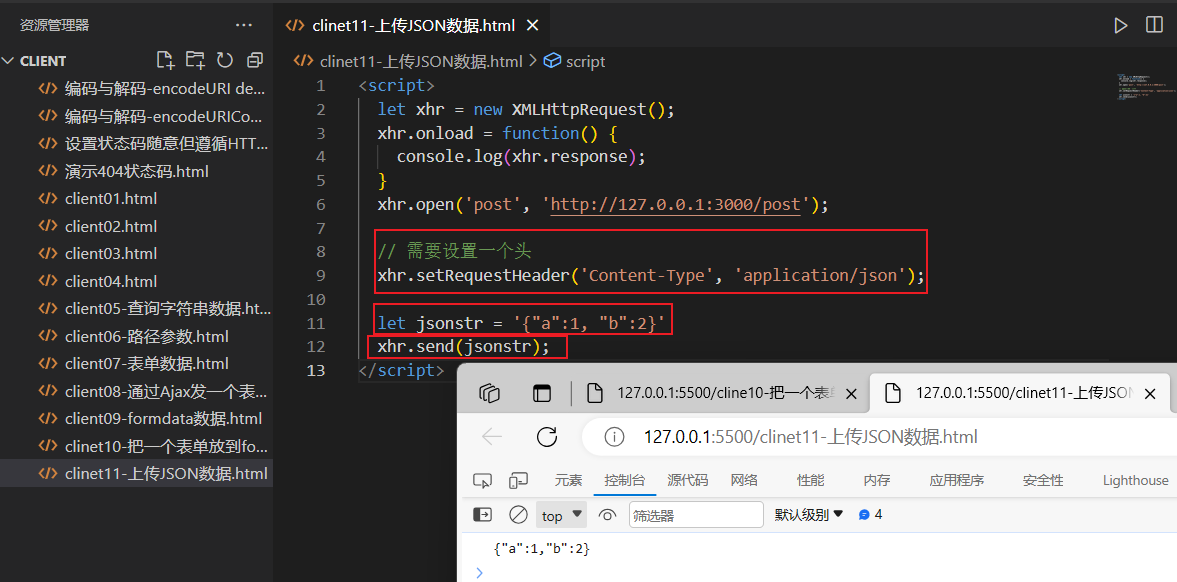 资源管理器
···
clinet11-上传JSON数据.html
CLIENT
clinet11-上传JSON数据.html > script
编码与解码-encodeURI de...
编码与解码-encodeURICo...
设置状态码随意但遵循HTT...
演示404状态码.html
client01.html
client02.html
client03.html
client04.html
client05-查询字符串数据.ht...
client06-路径参数.html
client07-表单数据.html
client08-通过Ajax发一个表...
client09-formdata数据.html
clinet10-把一个表单放到fo...
clinet11-上传JSON数据.html
1 <script>
2 let xhr = new XMLHttpRequest();
3 xhr.onload = function() {
4 console.log(xhr.response);
5 }
6 xhr.open('post', 'http://127.0.0.1:3000/post');
7
8 // 需要设置一个头
9 xhr.setRequestHeader('Content-Type', 'application/json');
10
11 let jsonstr = '{"a":1, "b":2}'
12 xhr.send(jsonstr);
13 </script>
127.0.0.1:5500/cline10-把一个表单
127.0.0.1:5500/clinet11-上传JSON
127.0.0.1:5500/clinet11-上传JSON数据.html
元素 控制台 源代码 网络 性能 内存 应用程序 安全性 Lighthouse
top 筛选器 默认级别 4
{"a":1,"b":2}